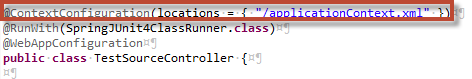 @ContextConfiguration(locations = { "/applicationContext.xml" })
@RunWith(SpringJUnit4ClassRunner.class)
@WebAppConfiguration
public class TestSourceController {